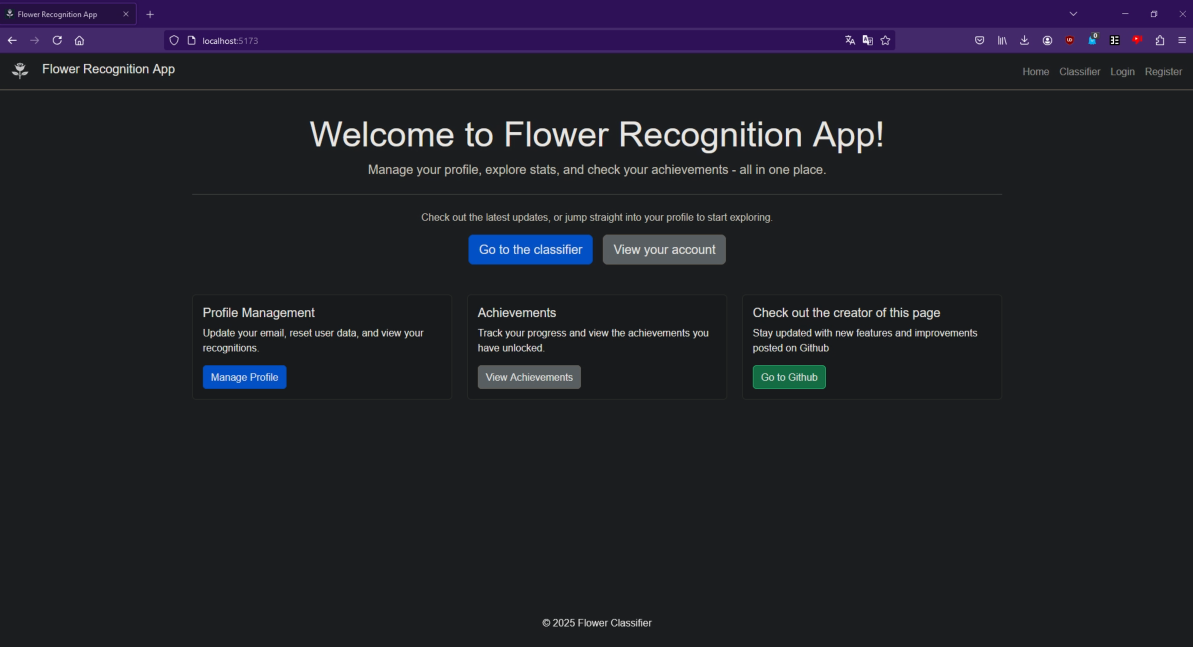 Flower Recognition App
localhost:5173
Flower Recognition App
Home Classifier Login Register
Welcome to Flower Recognition App!
Manage your profile, explore stats, and check your achievements - all in one place.
Check out the latest updates, or jump straight into your profile to start exploring.
Go to the classifier View your account
Profile Management
Update your email, reset user data, and view your
recognitions.
Manage Profile
Achievements
Track your progress and view the achievements you
have unlocked.
View Achievements
Check out the creator of this page
Stay updated with new features and improvements
posted on Github
Go to Github
© 2025 Flower Classifier